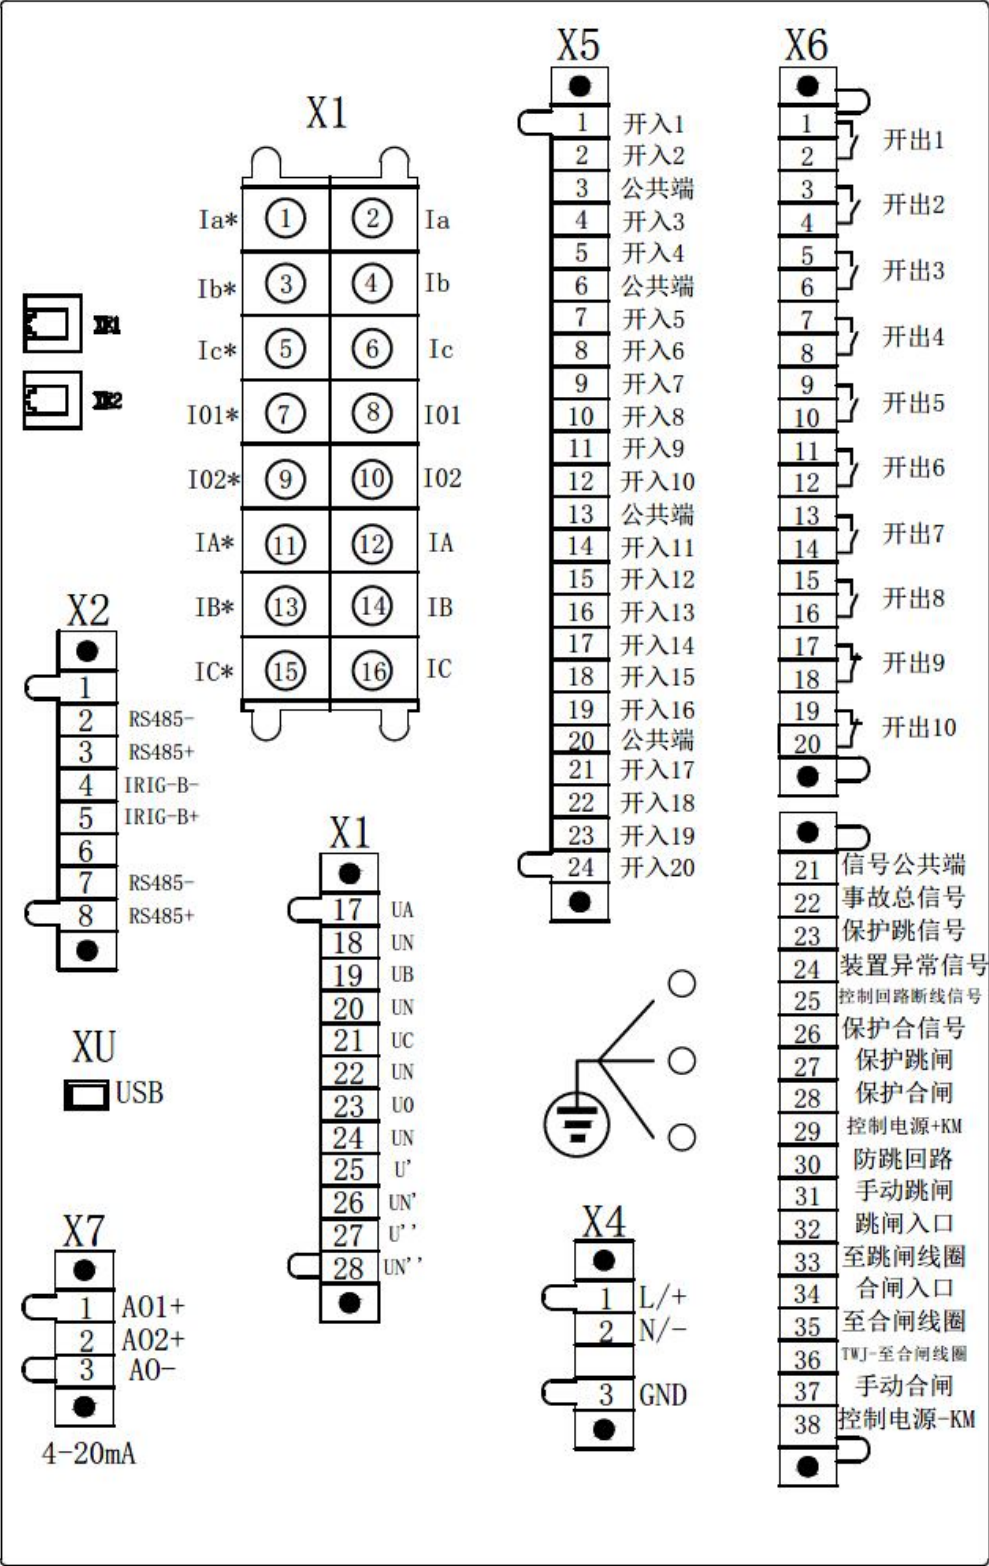 X1
Ia* 1 2 Ia
Ib* 3 4 Ib
Ic* 5 6 Ic
I01* 7 8 I01
I02* 9 10 I02
IA* 11 12 IA
IB* 13 14 IB
IC* 15 16 IC
X2
1
2 RS485-
3 RS485+
4 IRIG-B-
5 IRIG-B+
6
7 RS485-
8 RS485+
XU
USB
X7
1 AO1+
2 AO2+
3 AO-
4-20mA
X1
17 UA
18 UN
19 UB
20 UN
21 UC
22 UN
23 U0
24 UN
25 U'
26 UN'
27 U''
28 UN''
X5
1 开入1
2 开入2
3 公共端
4 开入3
5 开入4
6 公共端
7 开入5
8 开入6
9 开入7
10 开入8
11 开入9
12 开入10
13 公共端
14 开入11
15 开入12
16 开入13
17 开入14
18 开入15
19 开入16
20 公共端
21 开入17
22 开入18
23 开入19
24 开入20
X4
1 L/+
2 N/-
3 GND
X6
1
2
开出1
3
4
开出2
5
6
开出3
7
8
开出4
9
10
开出5
11
12
开出6
13
14
开出7
15
16
开出8
17
18
开出9
19
20
开出10
21 信号公共端
22 事故总信号
23 保护跳信号
24 装置异常信号
25 控制回路断线信号
26 保护合信号
27 保护跳闸
28 保护合闸
29 控制电源+KM
30 防跳回路
31 手动跳闸
32 跳闸入口
33 至跳闸线圈
34 合闸入口
35 至合闸线圈
36 TWJ-至合闸线圈
37 手动合闸
38 控制电源-KM